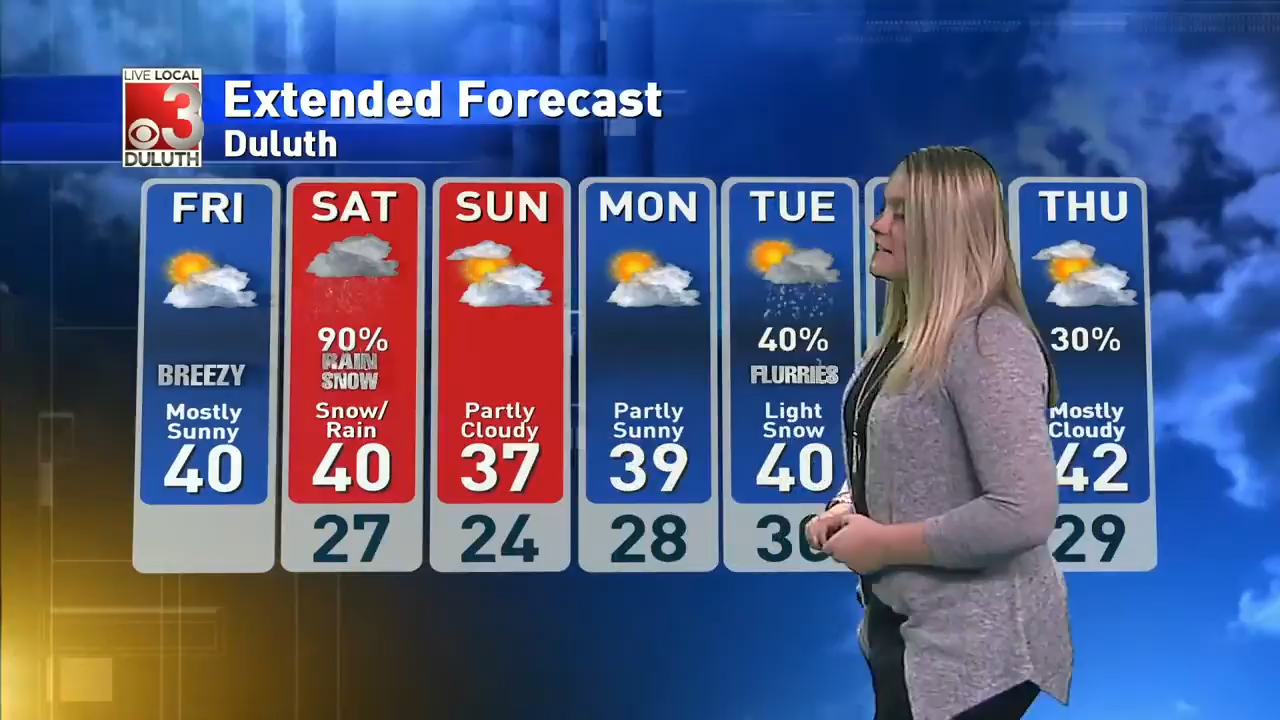 LIVE LOCAL
3
DULUTH
Extended Forecast
Duluth
FRI
BREEZY
Mostly
Sunny
40
SAT
90%
RAIN
SNOW
Snow/
Rain
40
27
SUN
Partly
Cloudy
37
24
MON
Partly
Sunny
39
28
TUE
40%
FLURRIES
Light
Snow
40
THU
30%
Mostly
Cloudy
42
29